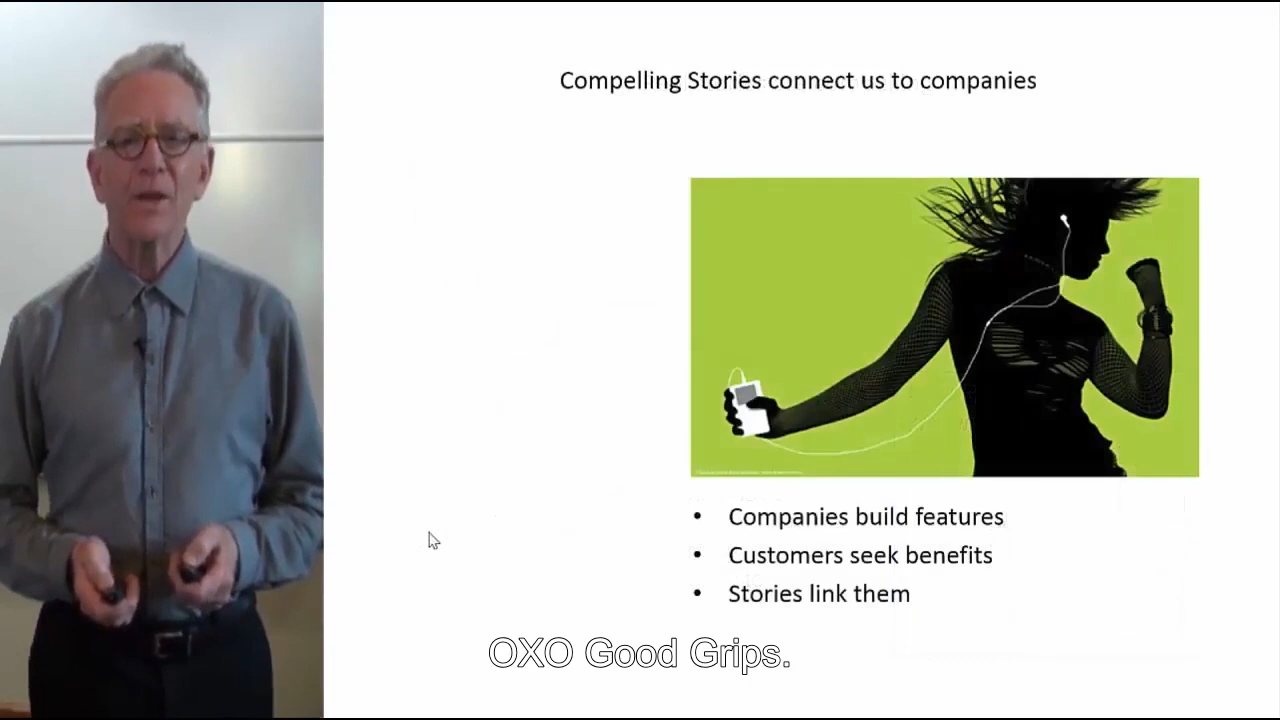 Compelling Stories connect us to companies
• Companies build features
• Customers seek benefits
• Stories link them
OXO Good Grips.